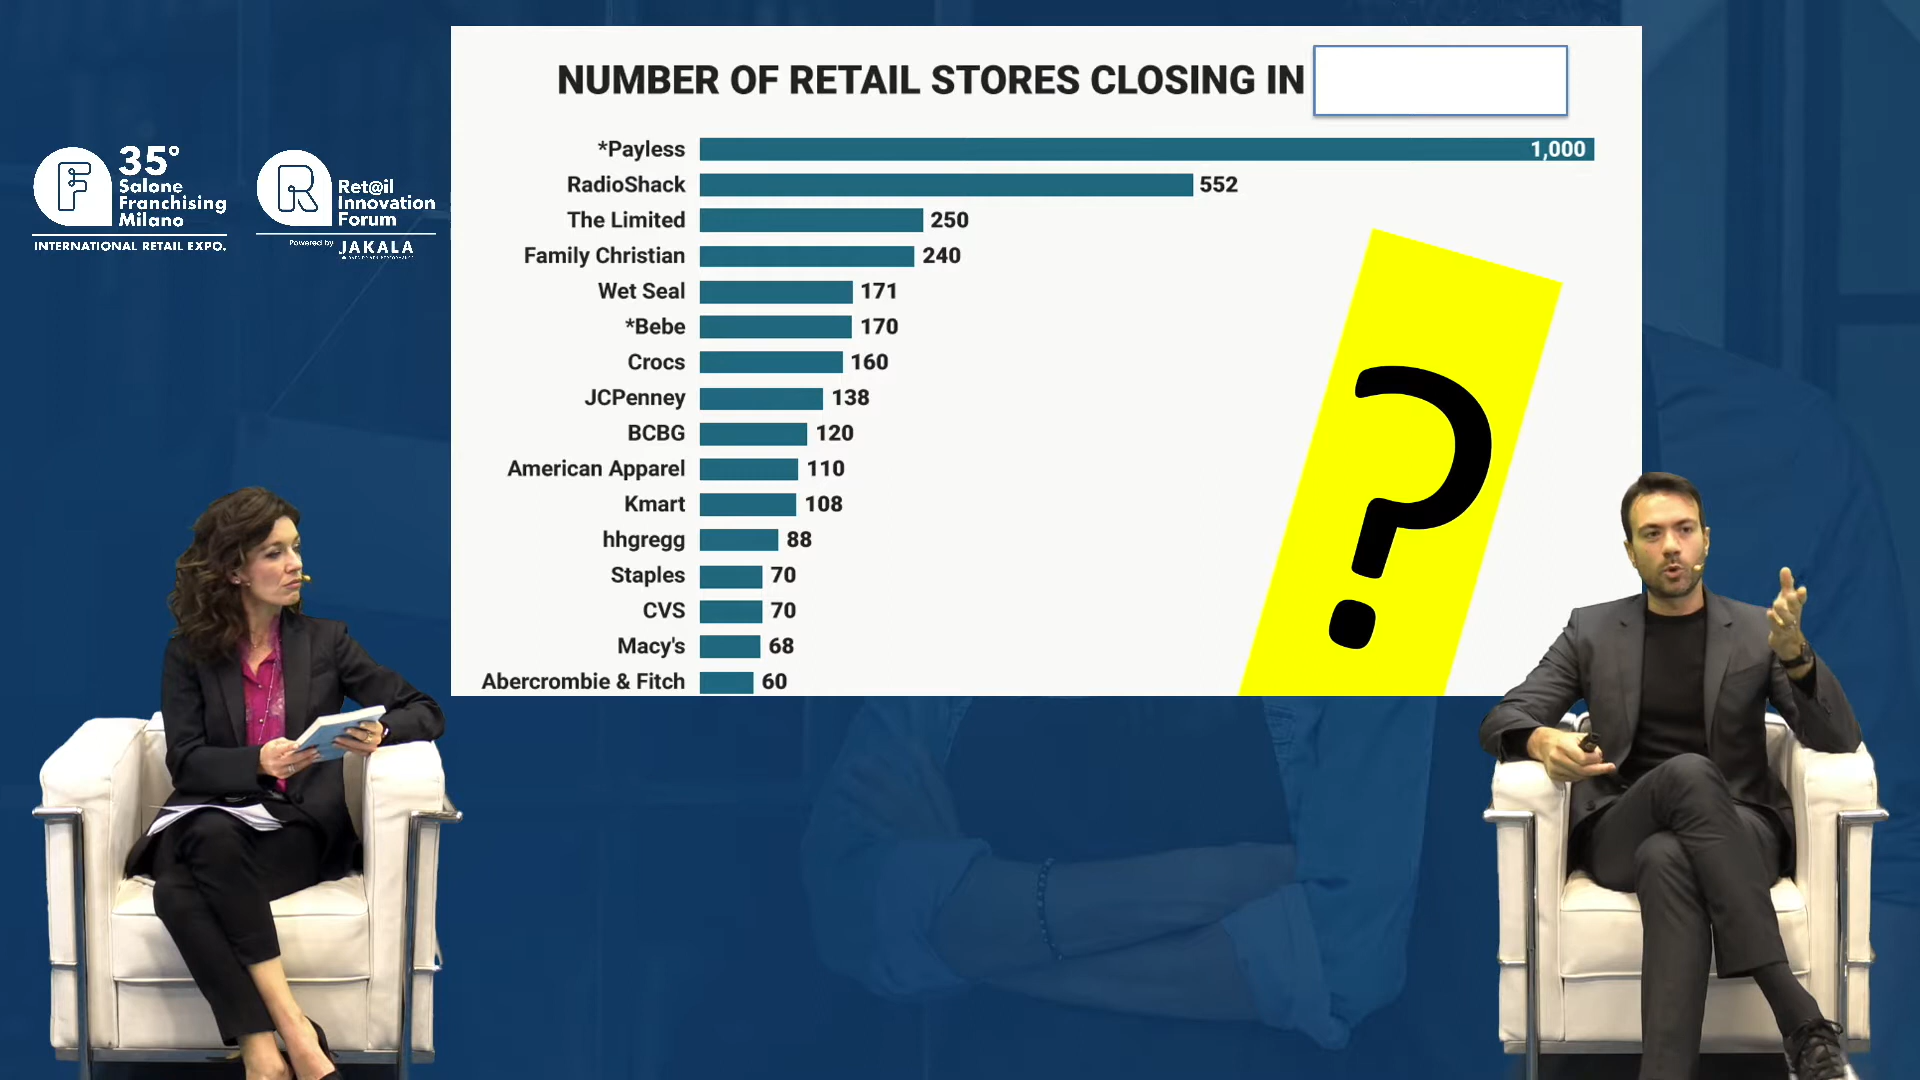 NUMBER OF RETAIL STORES CLOSING IN
*Payless 1,000
RadioShack 552
The Limited 250
Family Christian 240
Wet Seal 171
*Bebe 170
Crocs 160
JCPenney 138
BCBG 120
American Apparel 110
Kmart 108
hhgregg 88
Staples 70
CVS 70
Macy's 68
Abercrombie & Fitch 60
?
F
35°
Salone
Franchising
Milano
INTERNATIONAL RETAIL EXPO.
R
Ret@il
Innovation
Forum
Powered by JAKALA